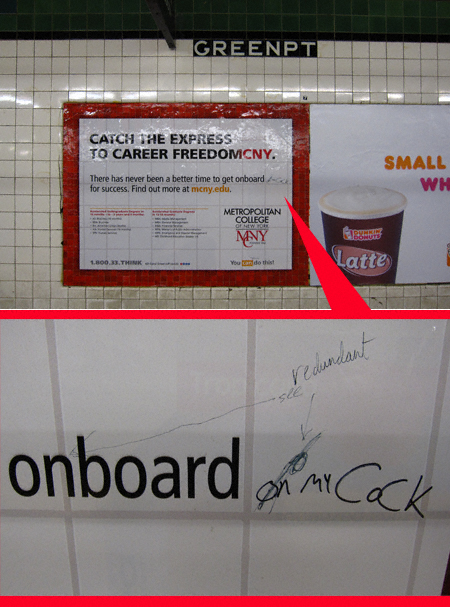 GREENPT
CATCH THE EXPRESS
TO CAREER FREEDOMCNY.
There has never been a better time to get onboard
for success. Find out more at mcny.edu.
METROPOLITAN
COLLEGE
OF NEW YORK
MNY
1.800.33.THINK
You can do this!
SMALL
WH
DUNKIN'
DONUTS
Latte
redundant
see
onboard on MY COCK